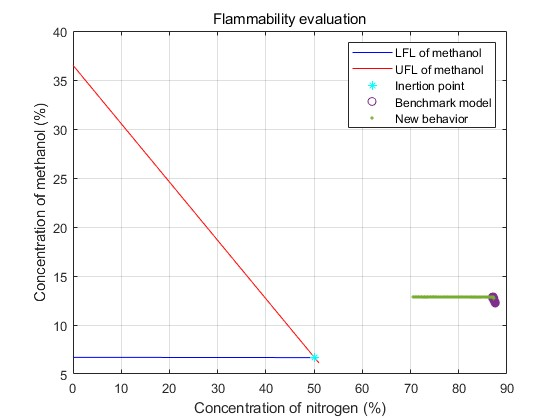 Flammability evaluation
LFL of methanol
UFL of methanol
Inertion point
Benchmark model
New behavior
Concentration of methanol (%)
40
35
30
25
20
15
10
5
0 10 20 30 40 50 60 70 80 90
Concentration of nitrogen (%)